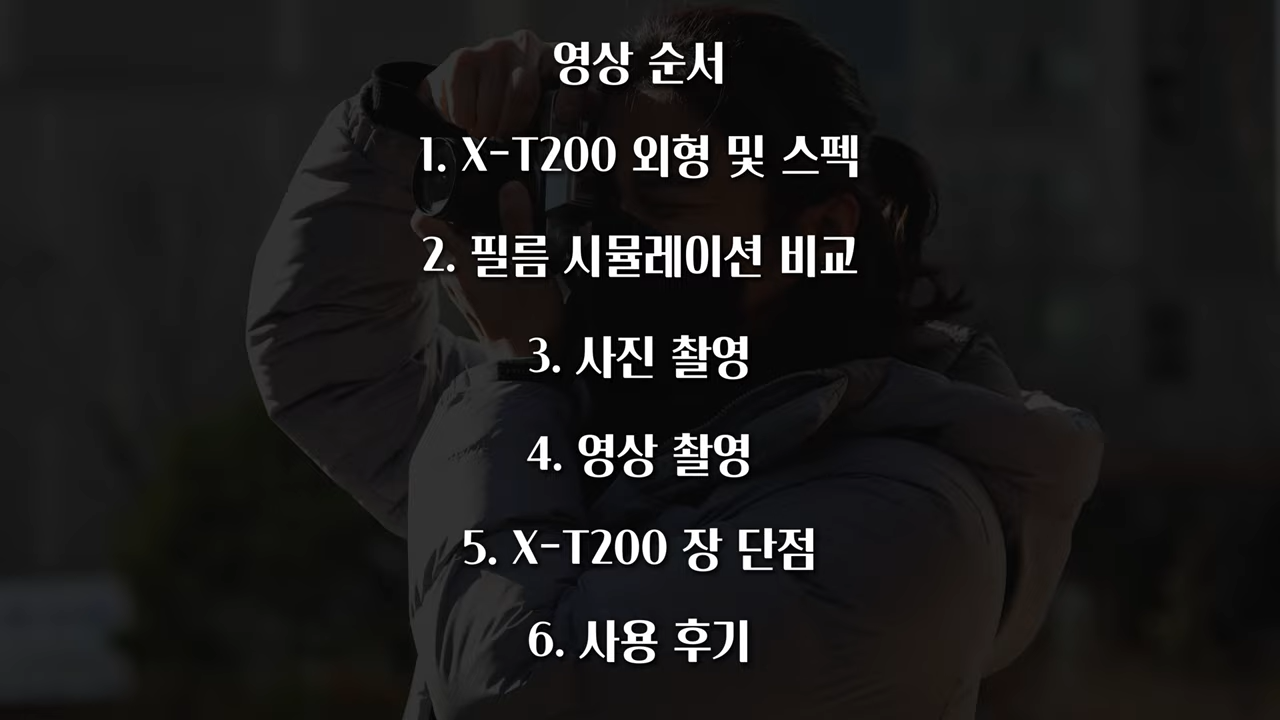 영상 순서
1. X-T200 외형 및 스펙
2. 필름 시뮬레이션 비교
3. 사진 촬영
4. 영상 촬영
5. X-T200 장 단점
6. 사용 후기